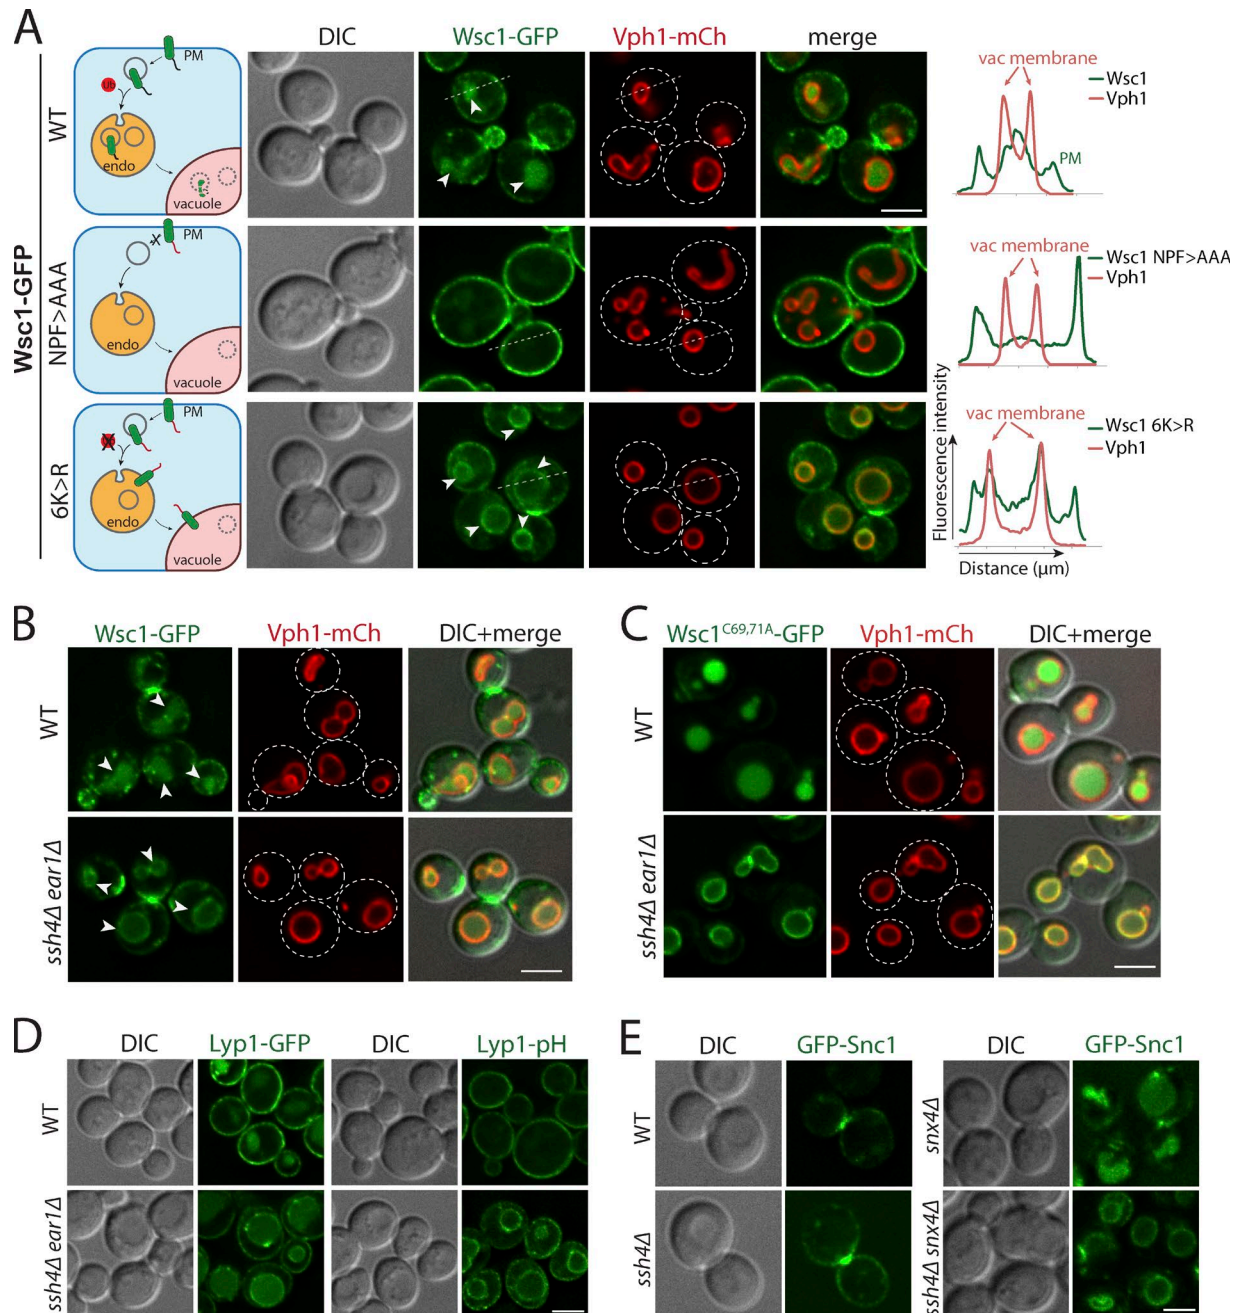 A
DIC
Wsc1-GFP
Vph1-mCh
merge
Wsc1-GFP
WT
PM
Ub
endo
vacuole
vac membrane
Wsc1
Vph1
PM
NPF>AAA
X
PM
endo
vacuole
vac membrane
Wsc1 NPF>AAA
Vph1
6K>R
PM
X
endo
vacuole
vac membrane
Wsc1 6K>R
Vph1
Fluorescence intensity
Distance (µm)
B
Wsc1-GFP
Vph1-mCh
DIC+merge
WT
ssh4Δ ear1Δ
C
Wsc1C69,71A-GFP
Vph1-mCh
DIC+merge
WT
ssh4Δ ear1Δ
D
DIC
Lyp1-GFP
DIC
Lyp1-pH
WT
ssh4Δ ear1Δ
E
DIC
GFP-Snc1
DIC
GFP-Snc1
WT
snx4Δ
ssh4Δ
ssh4Δ snx4Δ